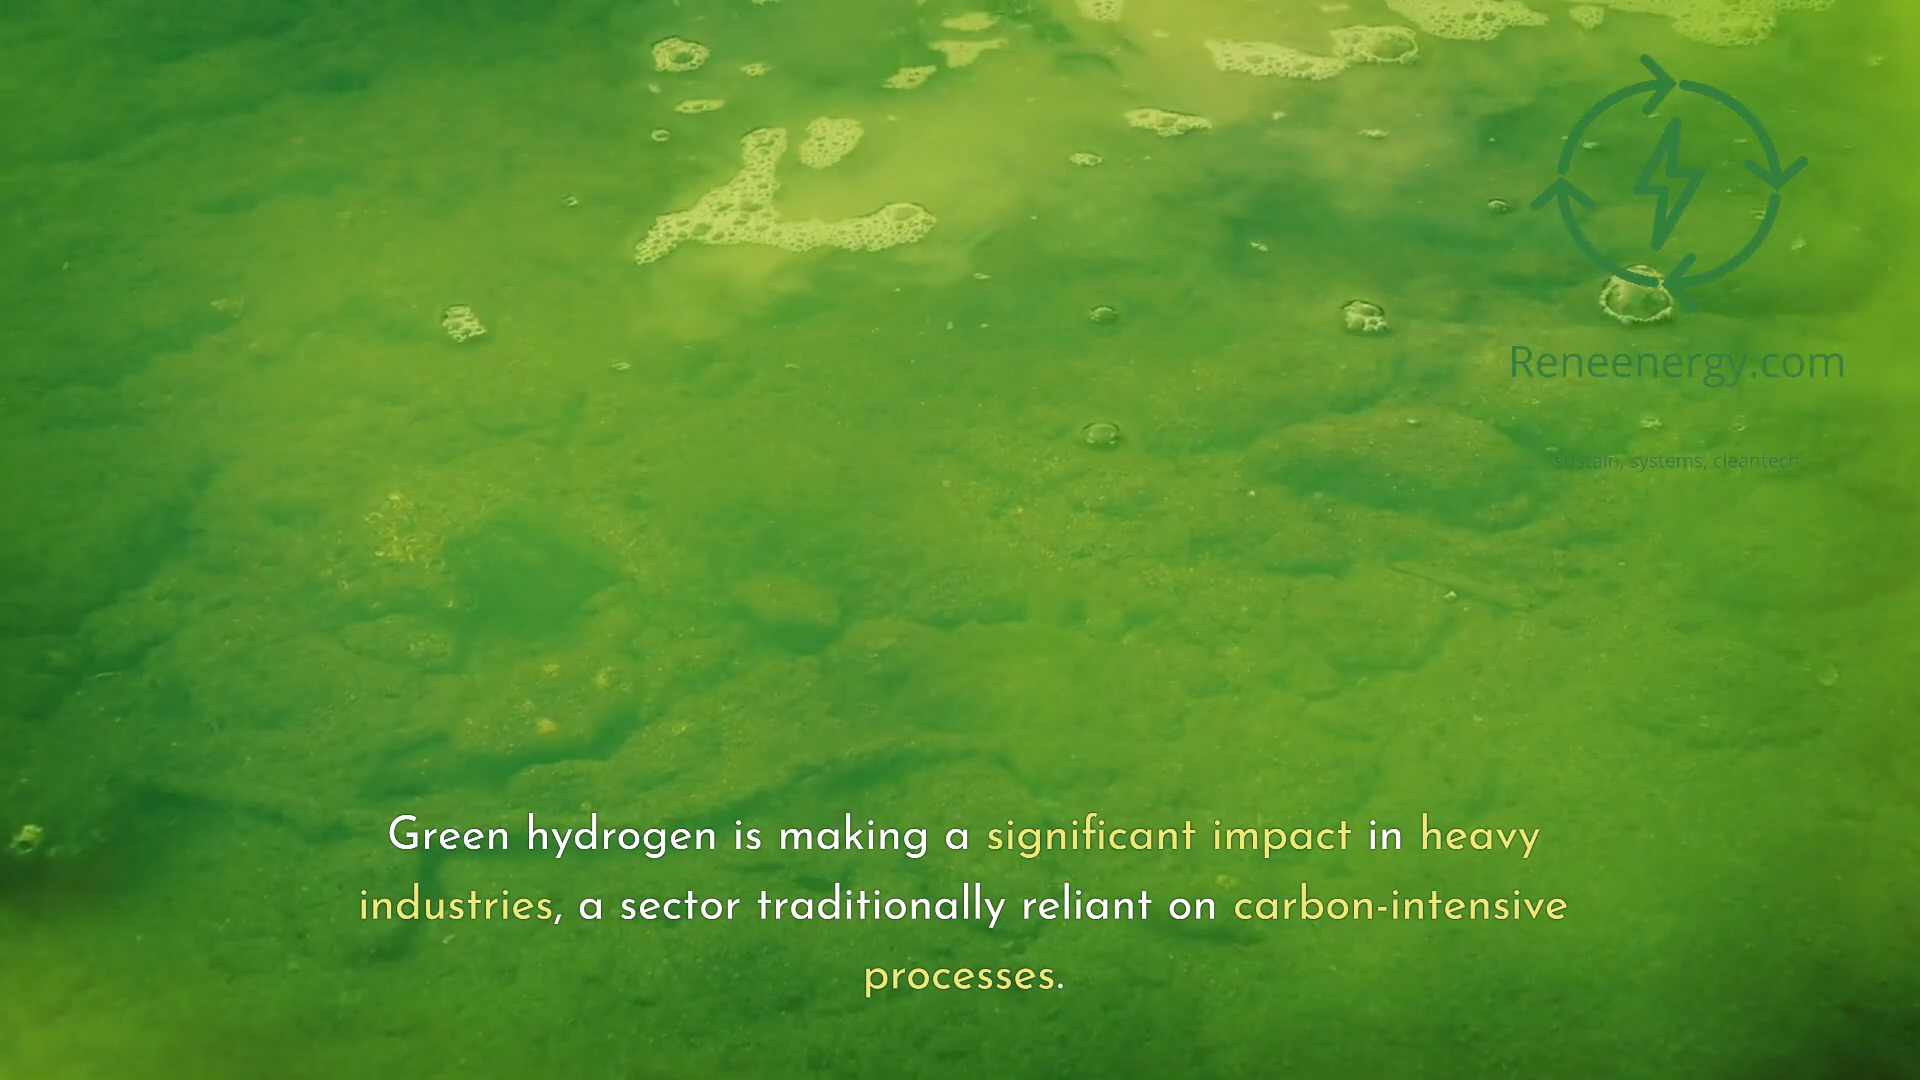 Reneenergy.com
sustain, systems, cleantech
Green hydrogen is making a significant impact in heavy
industries, a sector traditionally reliant on carbon-intensive
processes.